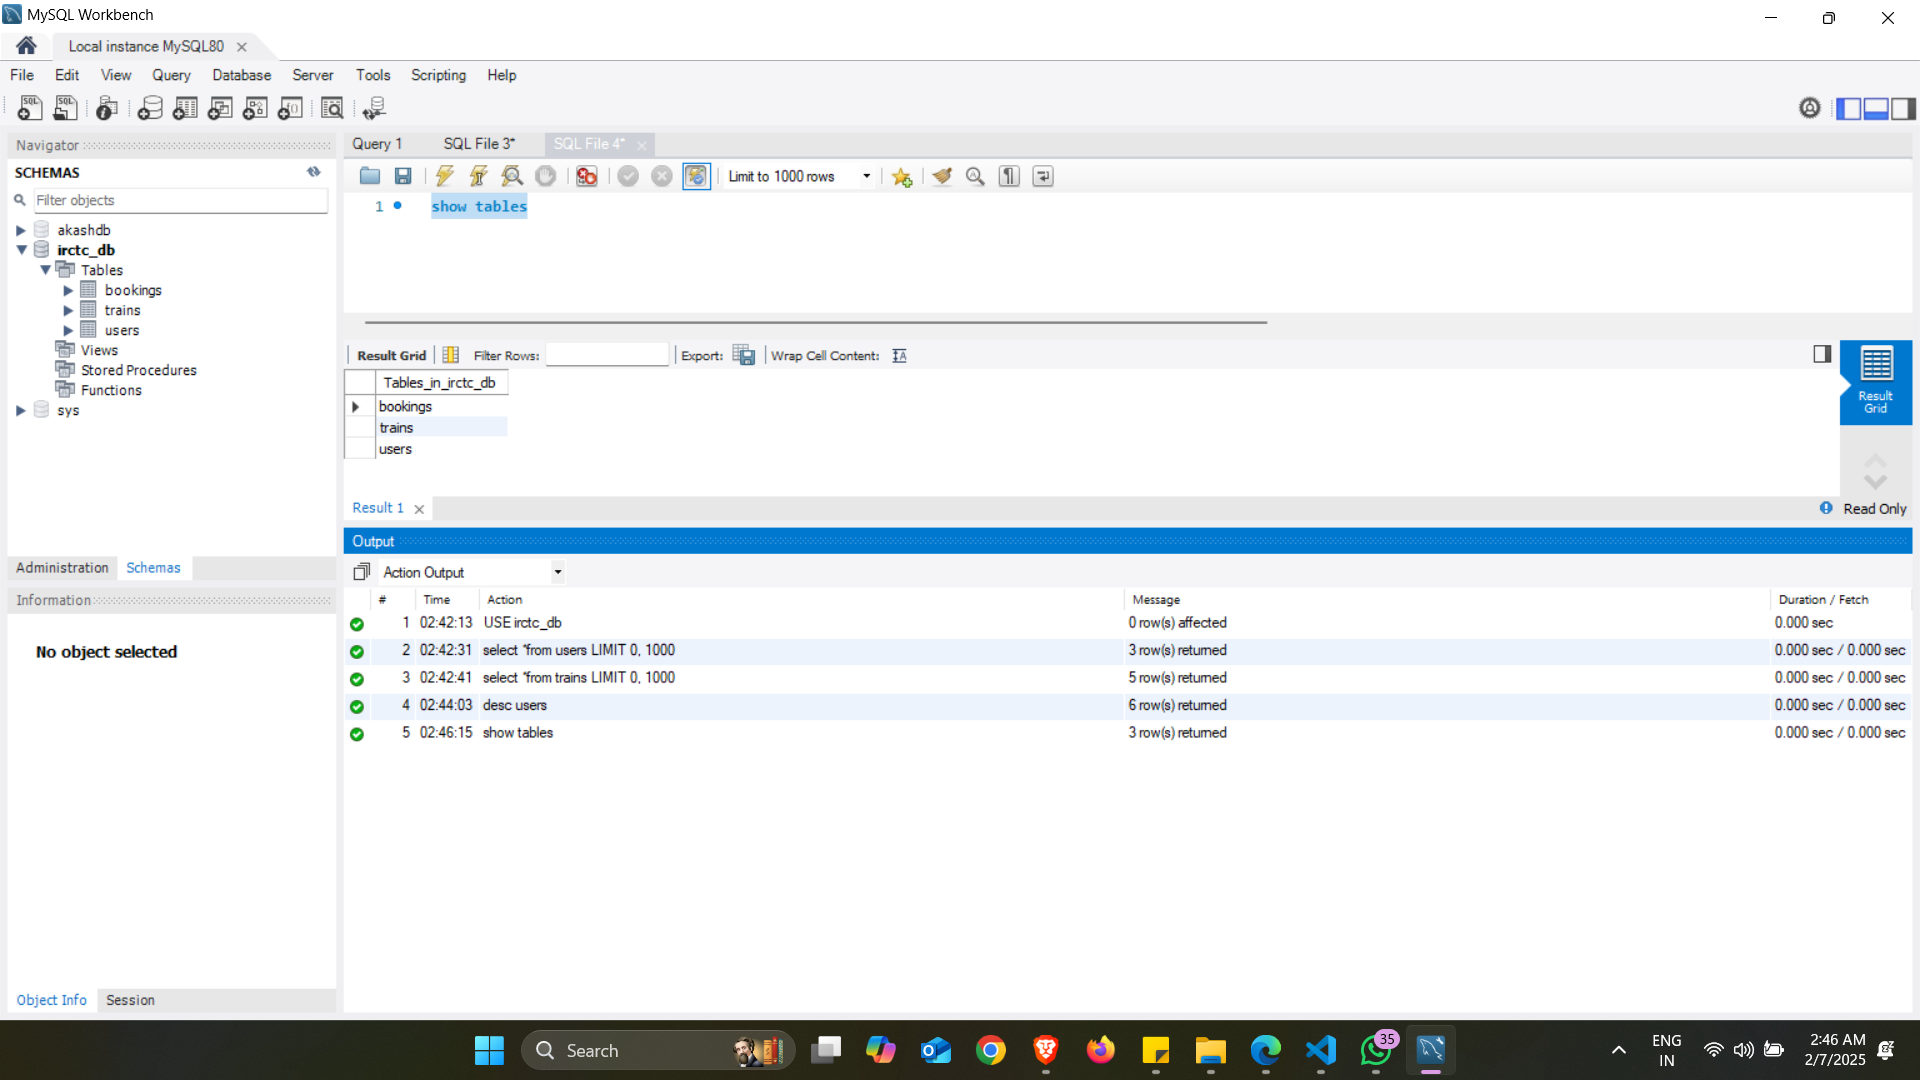 MySQL Workbench
Local instance MySQL80
File Edit View Query Database Server Tools Scripting Help
Navigator
SCHEMAS
Filter objects
akashdb
irctc_db
Tables
bookings
trains
users
Views
Stored Procedures
Functions
sys
Administration Schemas
Information
No object selected
Object Info Session
Query 1 SQL File 3* SQL File 4*
Limit to 1000 rows
1 show tables
Result Grid Filter Rows: Export: Wrap Cell Content:
Tables_in_irctc_db
bookings
trains
users
Result
Grid
Result 1 Read Only
Output
Action Output
# Time Action Message Duration / Fetch
1 02:42:13 USE irctc_db 0 row(s) affected 0.000 sec
2 02:42:31 select *from users LIMIT 0, 1000 3 row(s) returned 0.000 sec / 0.000 sec
3 02:42:41 select *from trains LIMIT 0, 1000 5 row(s) returned 0.000 sec / 0.000 sec
4 02:44:03 desc users 6 row(s) returned 0.000 sec / 0.000 sec
5 02:46:15 show tables 3 row(s) returned 0.000 sec / 0.000 sec
Search
35
ENG
IN
2:46 AM
2/7/2025